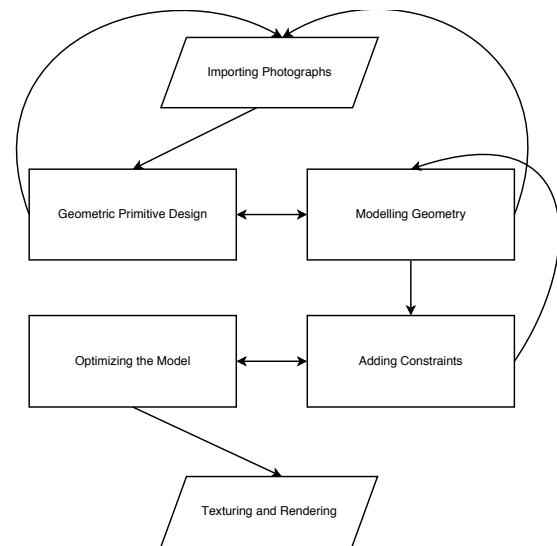 Importing Photographs
Geometric Primitive Design
Modelling Geometry
Optimizing the Model
Adding Constraints
Texturing and Rendering